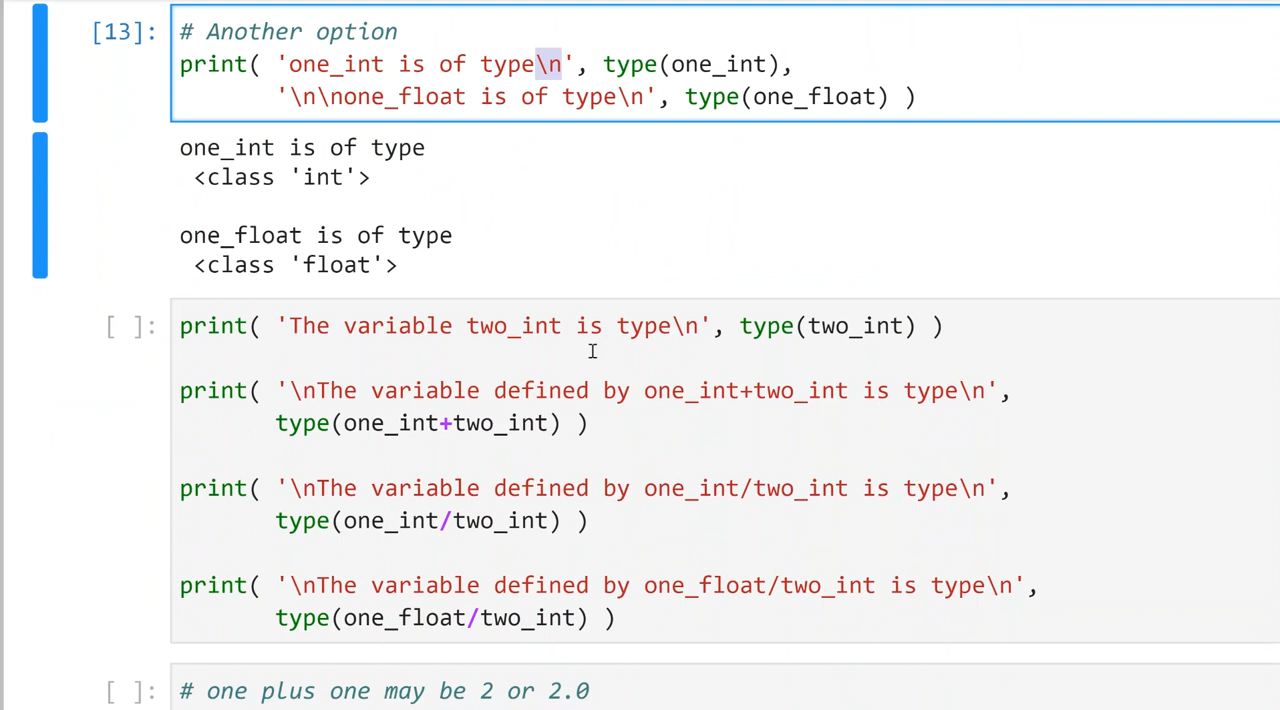 [13]: # Another option
print( 'one_int is of type\n', type(one_int),
'\n\none_float is of type\n', type(one_float) )
one_int is of type
<class 'int'>
one_float is of type
<class 'float'>
[ ]: print( 'The variable two_int is type\n', type(two_int) )
print( '\nThe variable defined by one_int+two_int is type\n',
type(one_int+two_int) )
print( '\nThe variable defined by one_int/two_int is type\n',
type(one_int/two_int) )
print( '\nThe variable defined by one_float/two_int is type\n',
type(one_float/two_int) )
[ ]: # one plus one may be 2 or 2.0